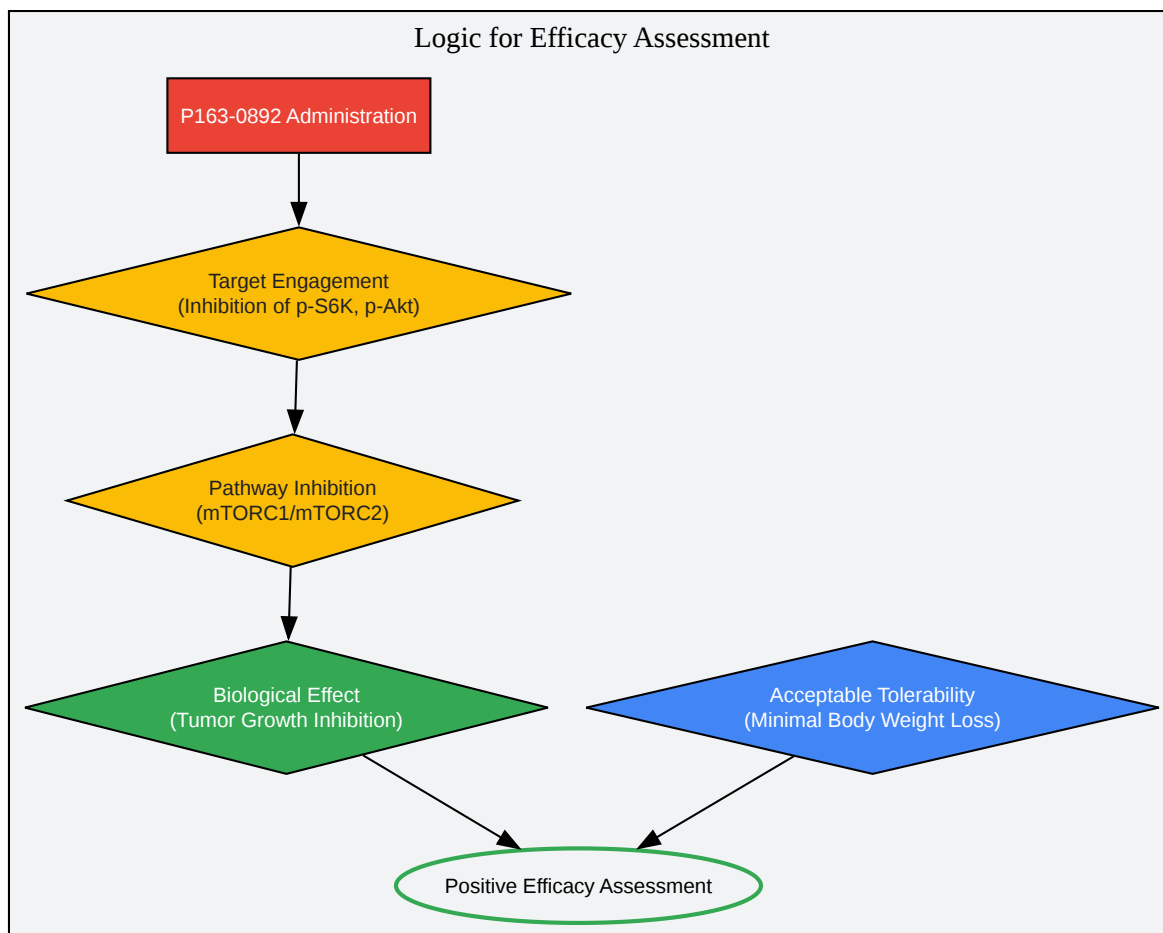 Logic for Efficacy Assessment
P163-0892 Administration
Target Engagement
(Inhibition of p-S6K, p-Akt)
Pathway Inhibition
(mTORC1/mTORC2)
Biological Effect
(Tumor Growth Inhibition)
Acceptable Tolerability
(Minimal Body Weight Loss)
Positive Efficacy Assessment